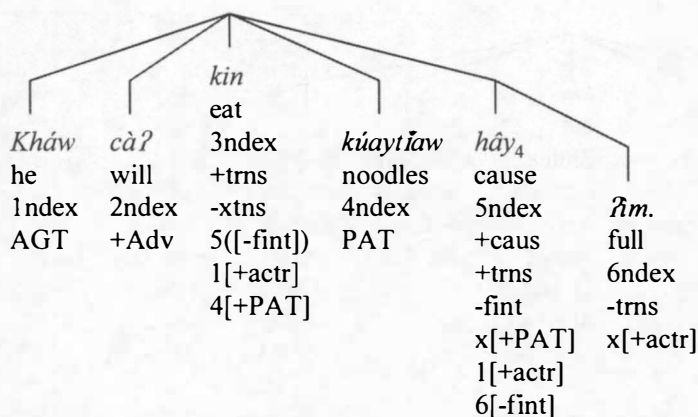 Kháw
he
1ndex
AGT
càʔ
will
2ndex
+Adv
kin
eat
3ndex
+trns
-xtns
5([-fint])
1[+actr]
4[+PAT]
kúaytǐaw
noodles
4ndex
PAT
hây₄
cause
5ndex
+caus
+trns
-fint
x[+PAT]
1[+actr]
6[-fint]
ʔìm.
full
6ndex
-trns
x[+actr]